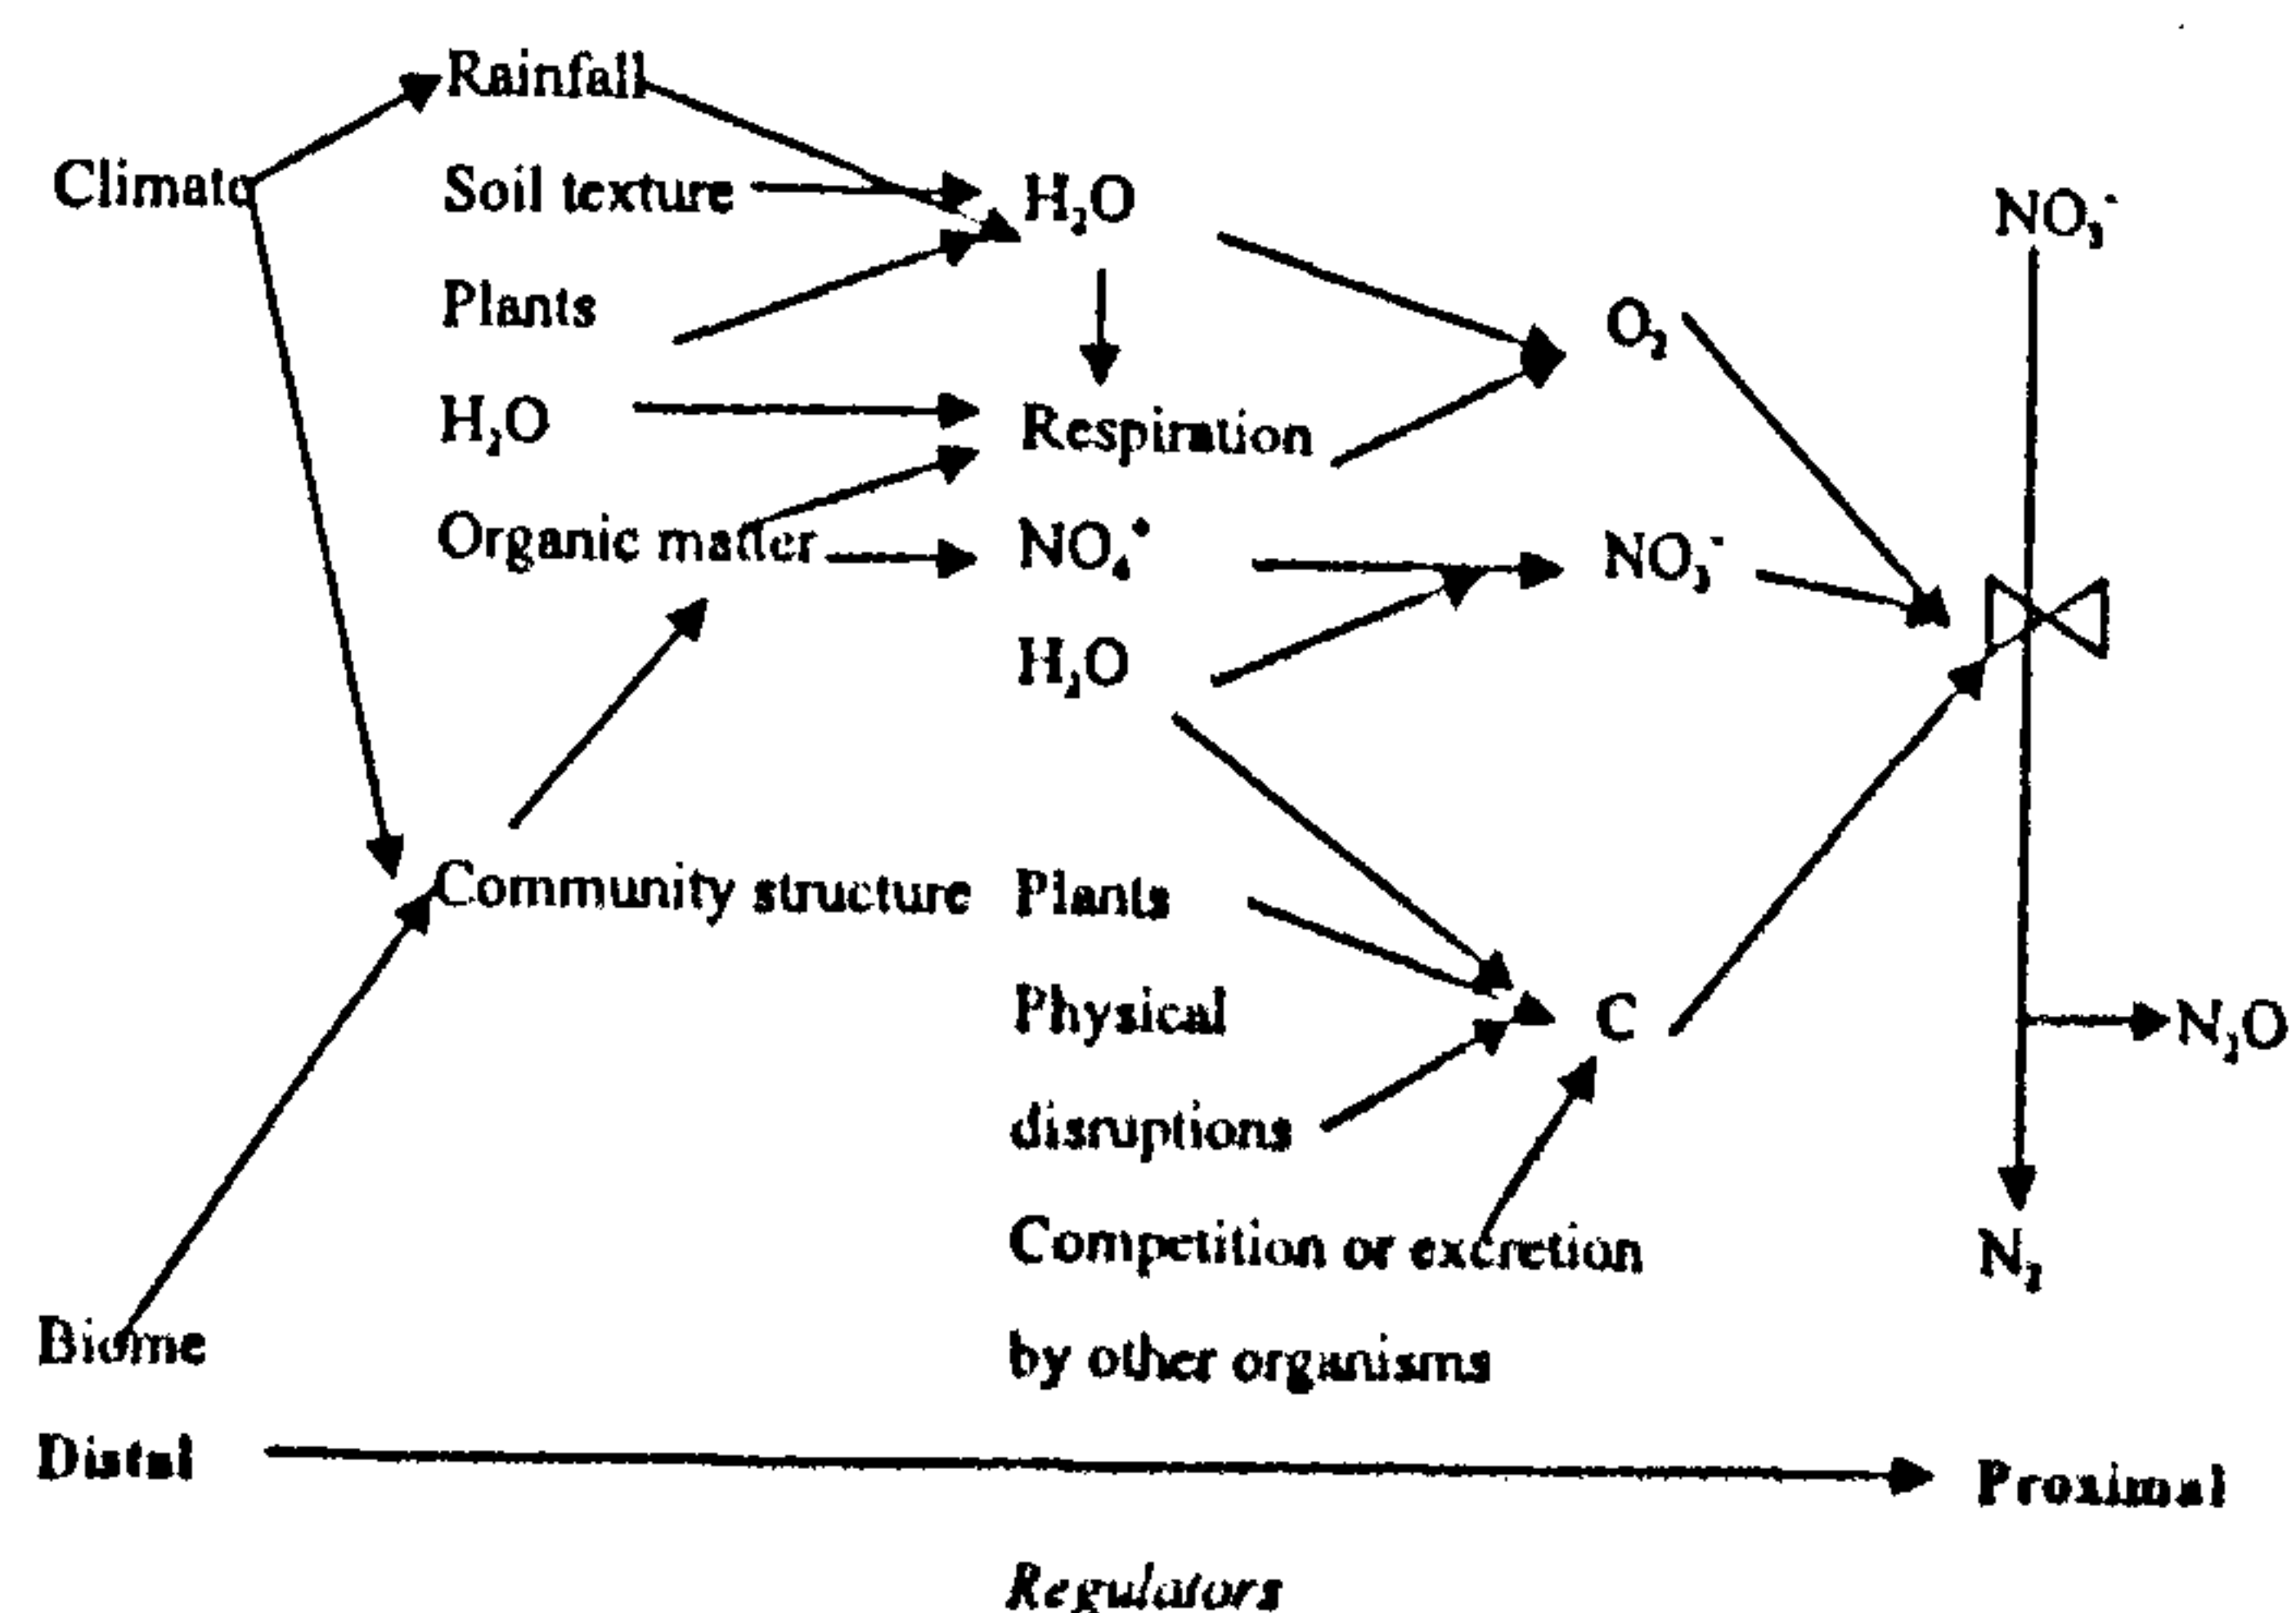 Rainfall
Climate
Soil texture
H₂O
NO₃⁻
Plants
O₂
H₂O
Respiration
Organic matter
NO₄⁺
NO₃⁻
H₂O
Community structure
Plants
Physical
disruptions
C
N₂O
Competition or excretion
by other organisms
N₂
Biome
Distal
Proximal
Regulators